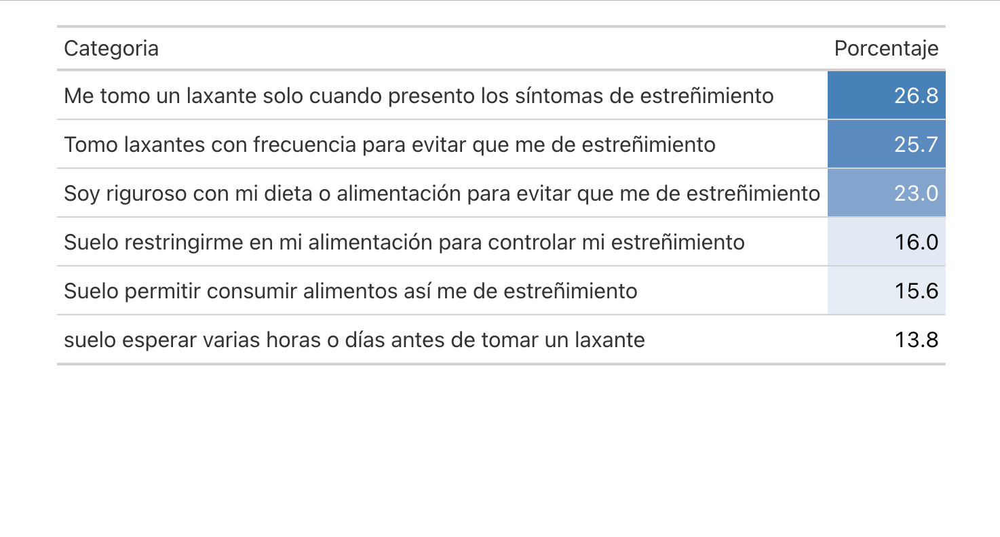 Categoria Porcentaje
Me tomo un laxante solo cuando presento los síntomas de estreñimiento 26.8
Tomo laxantes con frecuencia para evitar que me de estreñimiento 25.7
Soy riguroso con mi dieta o alimentación para evitar que me de estreñimiento 23.0
Suelo restringirme en mi alimentación para controlar mi estreñimiento 16.0
Suelo permitir consumir alimentos así me de estreñimiento 15.6
suelo esperar varias horas o días antes de tomar un laxante 13.8